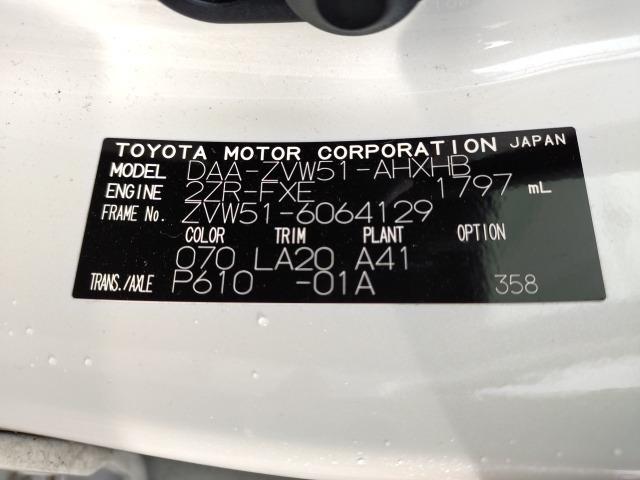 TOYOTA MOTOR CORPORATION JAPAN
MODEL DAA-ZVW51-AHXHB
ENGINE 2ZR-FXE 1797 mL
FRAME No. ZVW51-6064129
COLOR TRIM PLANT OPTION
070 LA20 A41
TRANS./AXLE P610 -01A 358